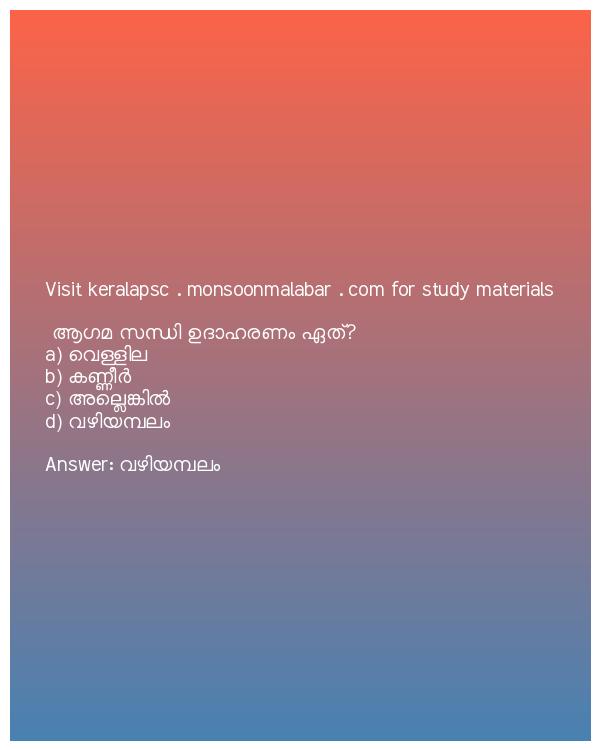 Visit keralapsc . monsoonmalabar . com for study materials
ആഗമ സന്ധി ഉദാഹരണം ഏത്?
a) വെള്ളില
b) കണ്ണീർ
c) അല്ലെങ്കിൽ
d) വഴിയമ്പലം
Answer: വഴിയമ്പലം